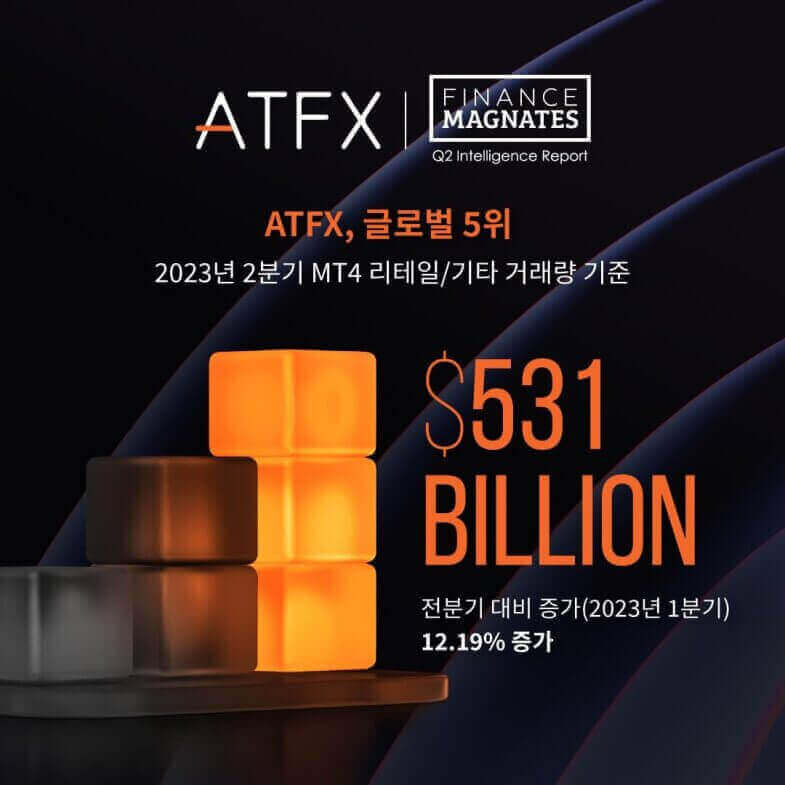 ATFX
FINANCE
MAGNATES
Q2 Intelligence Report
ATFX, 글로벌 5위
2023년 2분기 MT4 리테일/기타 거래량 기준
$531
BILLION
전분기 대비 증가(2023년 1분기)
12.19% 증가